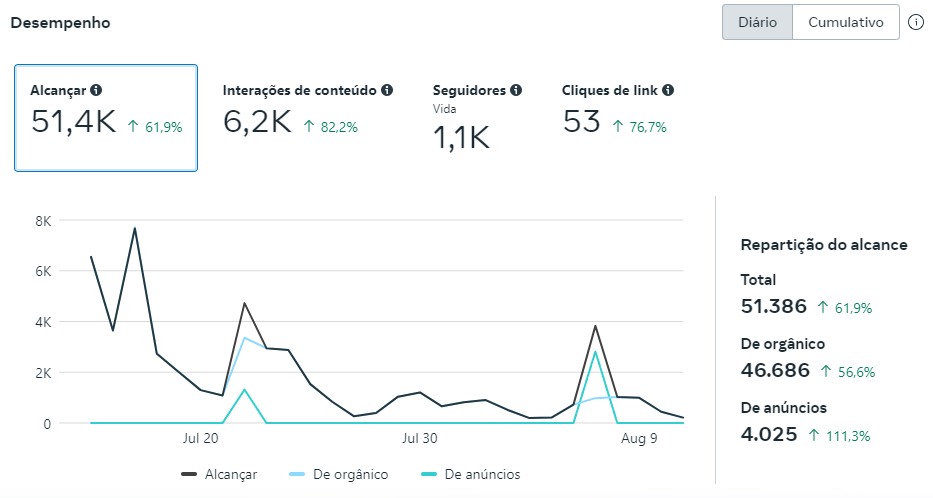 Desempenho
Diário Cumulativo
Alcançar
51,4K ↑ 61,9%
Interações de conteúdo
6,2K ↑ 82,2%
Seguidores
Vida
1,1K
Cliques de link
53 ↑ 76,7%
8K
6K
4K
2K
0
Jul 20 Jul 30 Aug 9
Alcançar De orgânico De anúncios
Repartição do alcance
Total
51.386 ↑ 61,9%
De orgânico
46.686 ↑ 56,6%
De anúncios
4.025 ↑ 111,3%